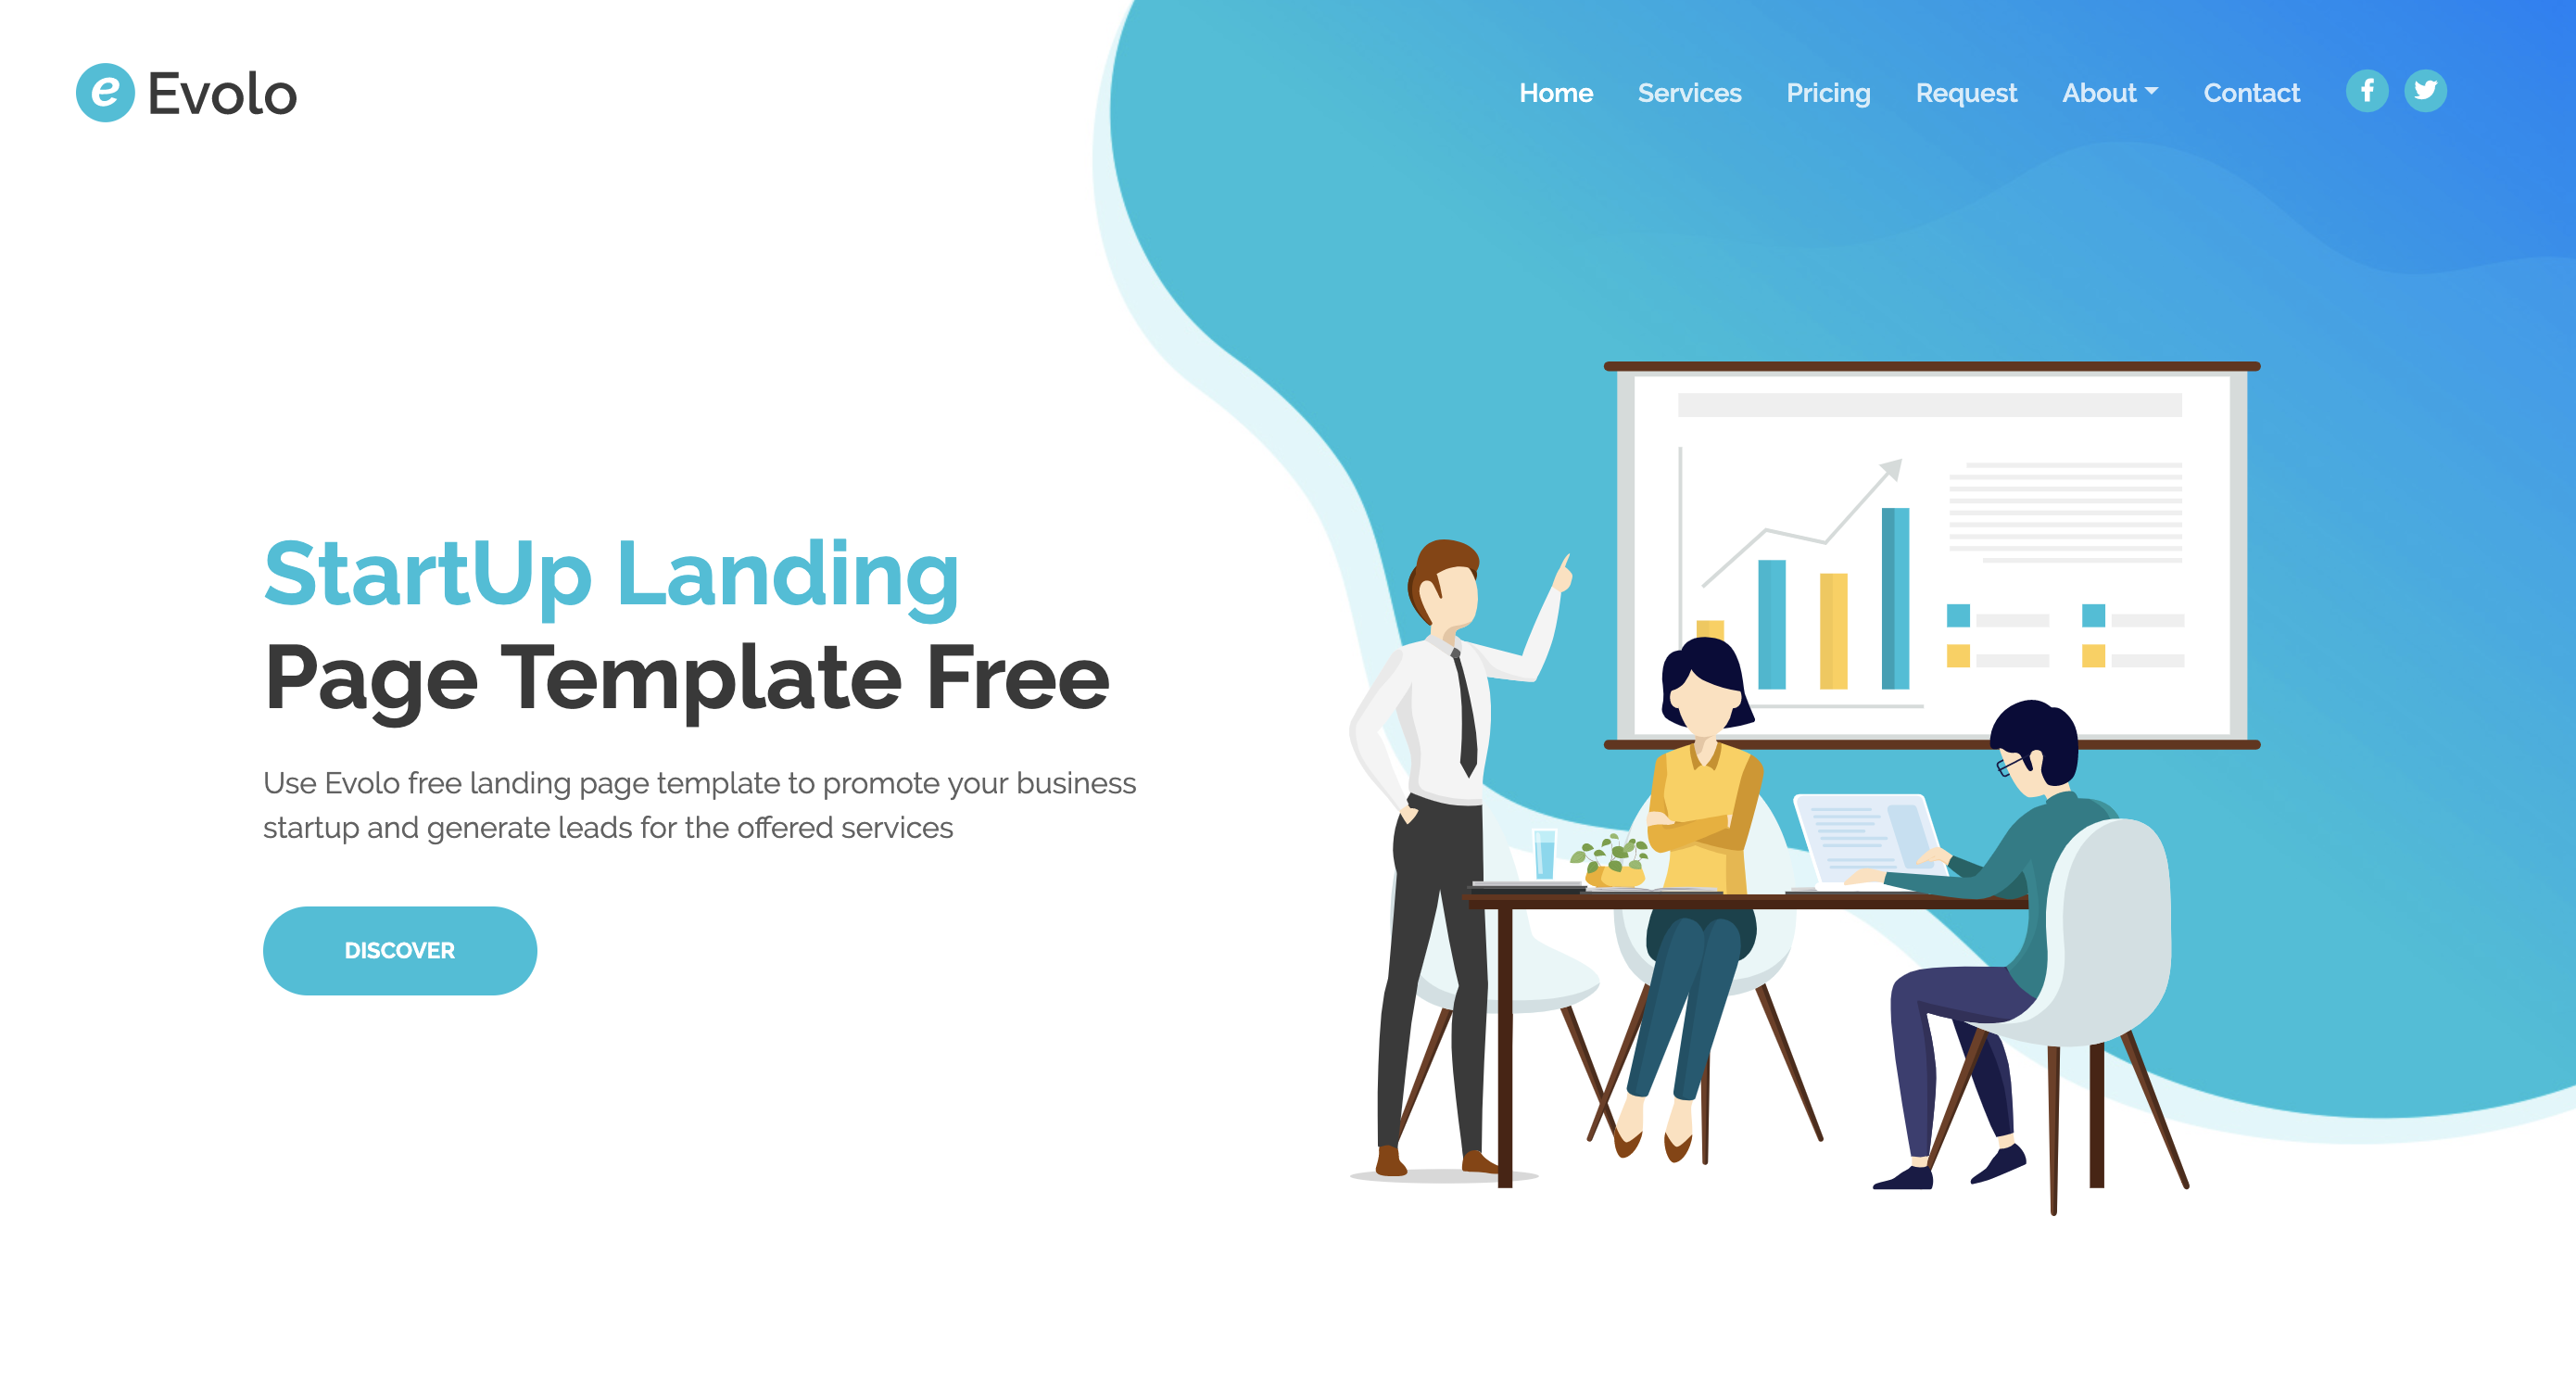 e Evolo
Home Services Pricing Request About Contact
StartUp Landing
Page Template Free
Use Evolo free landing page template to promote your business
startup and generate leads for the offered services
DISCOVER